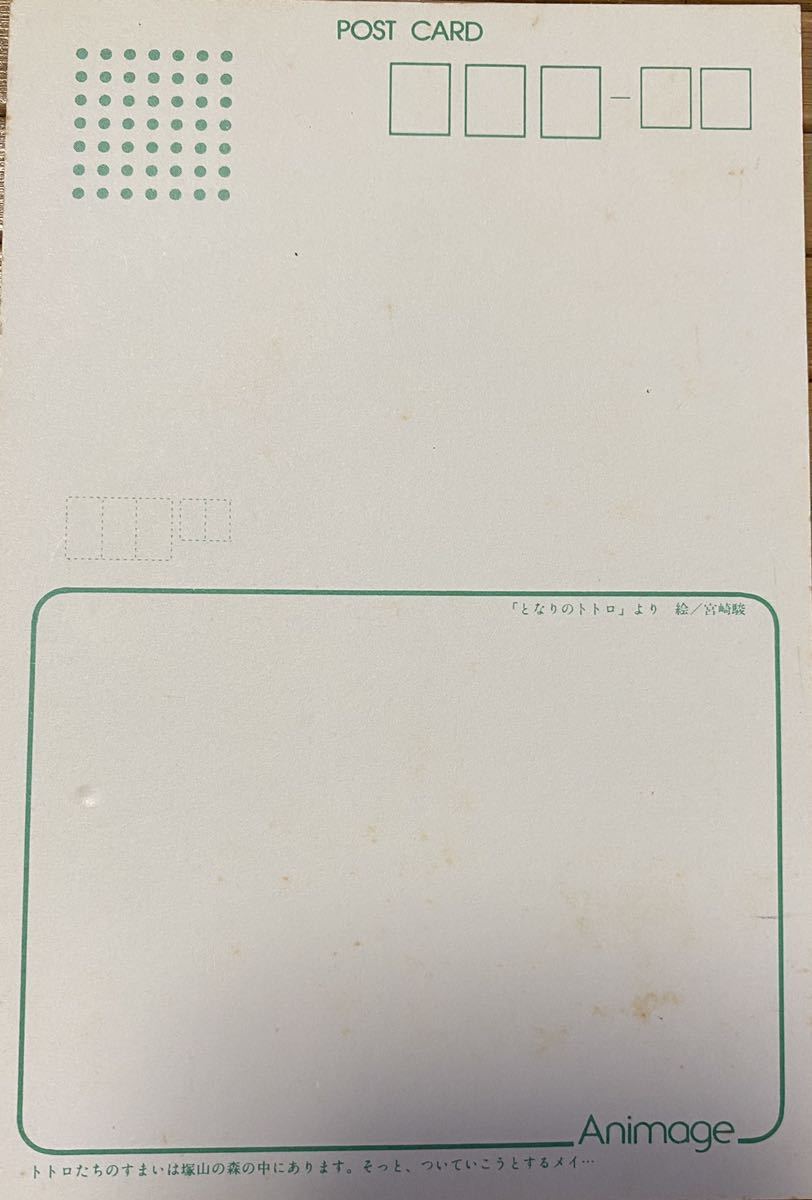 POST CARD
「となりのトトロ」より 絵／宮崎駿
Animage
トトロたちのすまいは塚山の森の中にあります。そっと、ついていこうとするメイ…